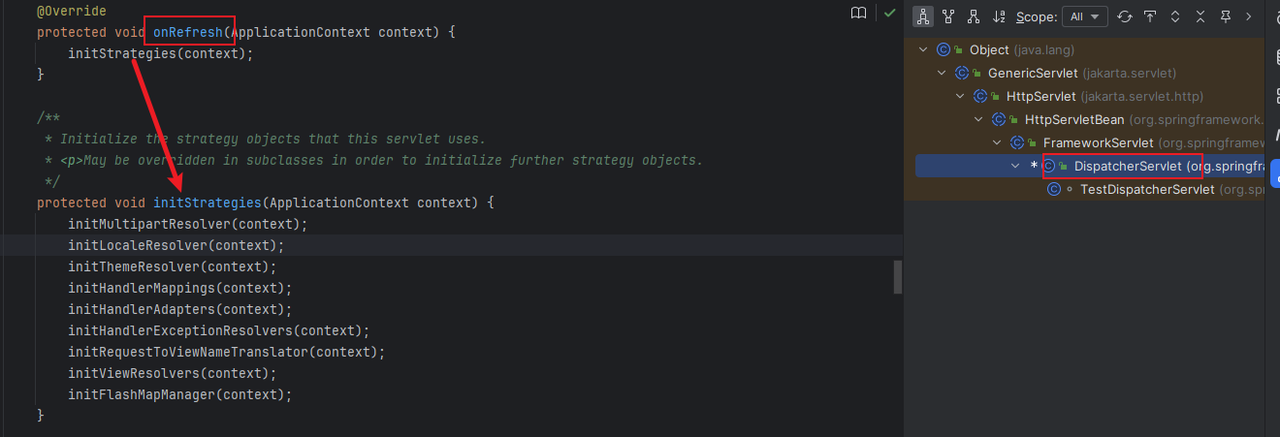 @Override
protected void onRefresh(ApplicationContext context) {
initStrategies(context);
}
/**
* Initialize the strategy objects that this servlet uses.
* <p>May be overridden in subclasses in order to initialize further strategy objects.
*/
protected void initStrategies(ApplicationContext context) {
initMultipartResolver(context);
initLocaleResolver(context);
initThemeResolver(context);
initHandlerMappings(context);
initHandlerAdapters(context);
initHandlerExceptionResolvers(context);
initRequestToViewNameTranslator(context);
initViewResolvers(context);
initFlashMapManager(context);
}
Scope: All
Object (java.lang)
GenericServlet (jakarta.servlet)
HttpServlet (jakarta.servlet.http)
HttpServletBean (org.springframework.
FrameworkServlet (org.springframew
* DispatcherServlet (org.springfra
TestDispatcherServlet (org.sp